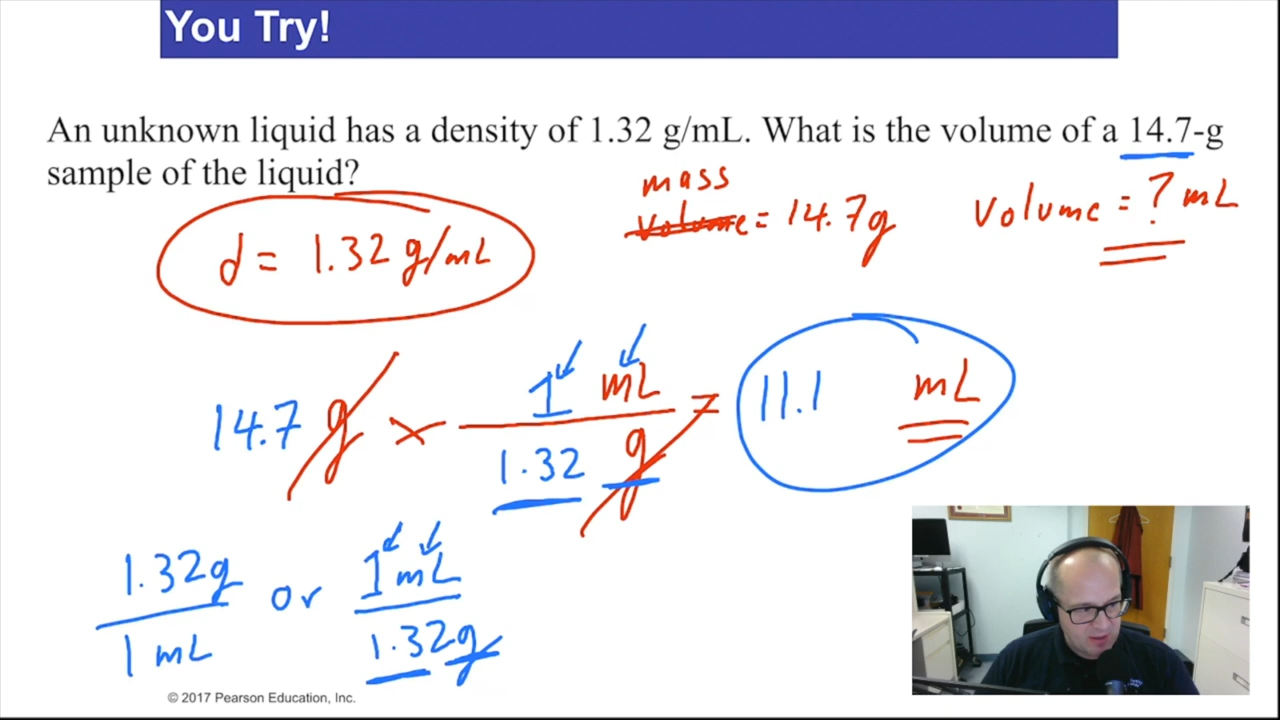 You Try!
An unknown liquid has a density of 1.32 g/mL. What is the volume of a 14.7-g
sample of the liquid?
mass
volume = 14.7g
volume = ? mL
d = 1.32 g/mL
14.7 g × 1 mL / 1.32 g = 11.1 mL
1.32g / 1 mL or 1 mL / 1.32g
© 2017 Pearson Education, Inc.